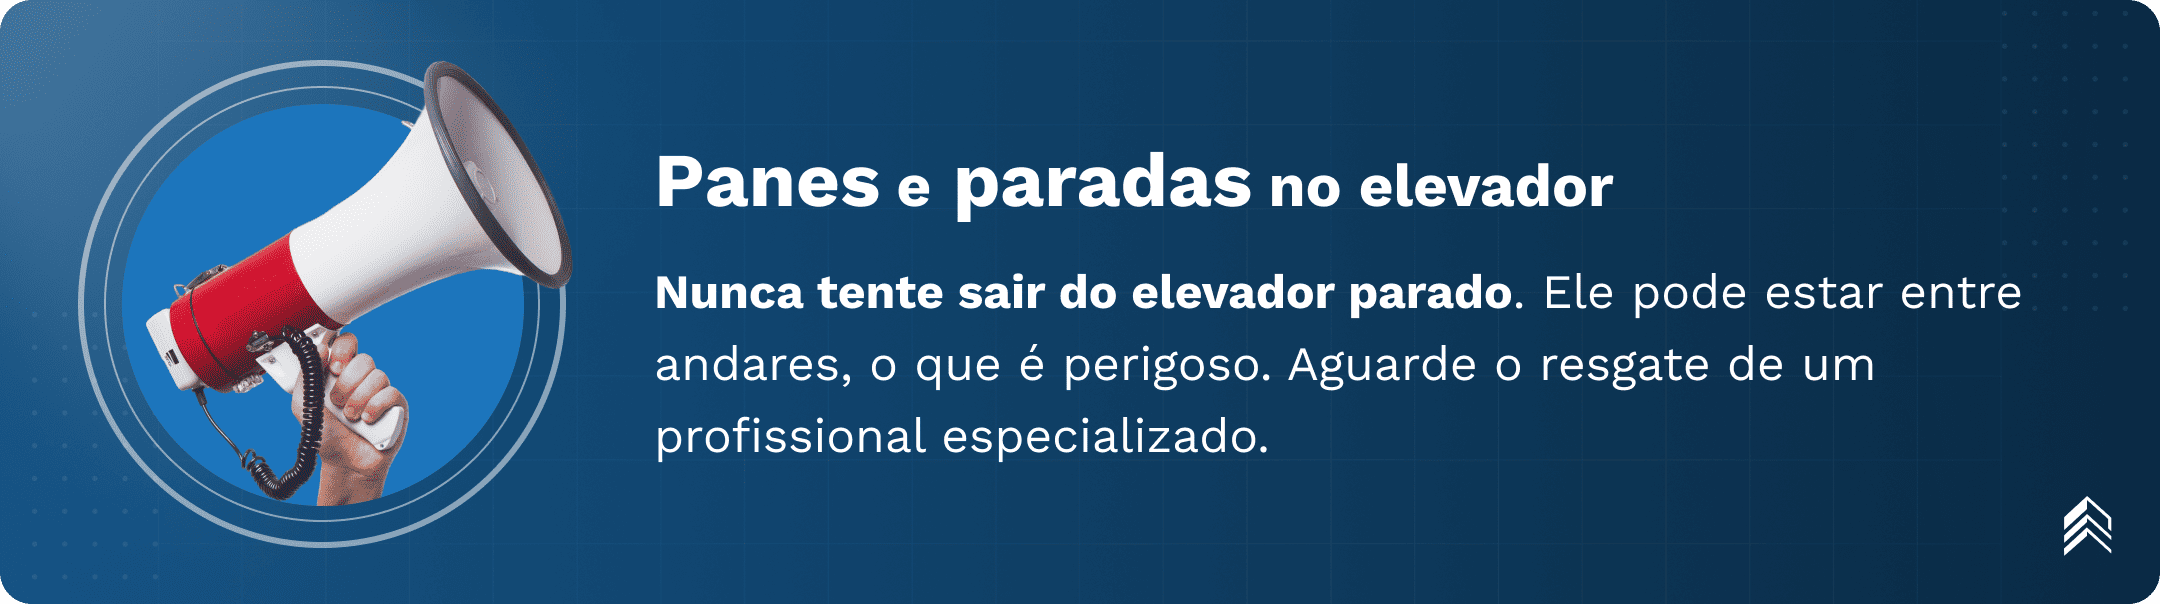 Panes e paradas no elevador
Nunca tente sair do elevador parado. Ele pode estar entre
andares, o que é perigoso. Aguarde o resgate de um
profissional especializado.